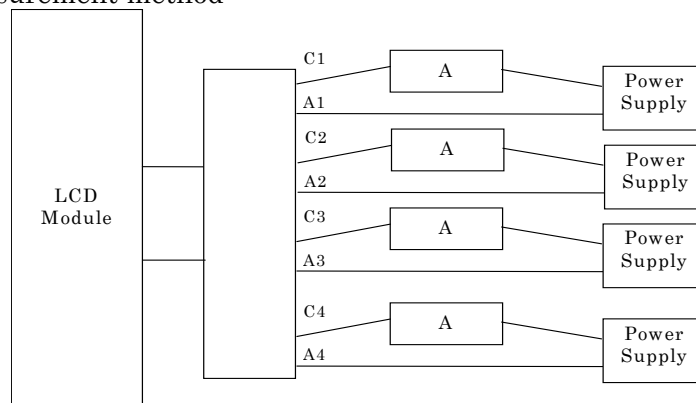 surement method
C1
A
Power
Supply
A1
C2
A
Power
Supply
A2
LCD
Module
C3
A
Power
Supply
A3
C4
A
Power
Supply
A4